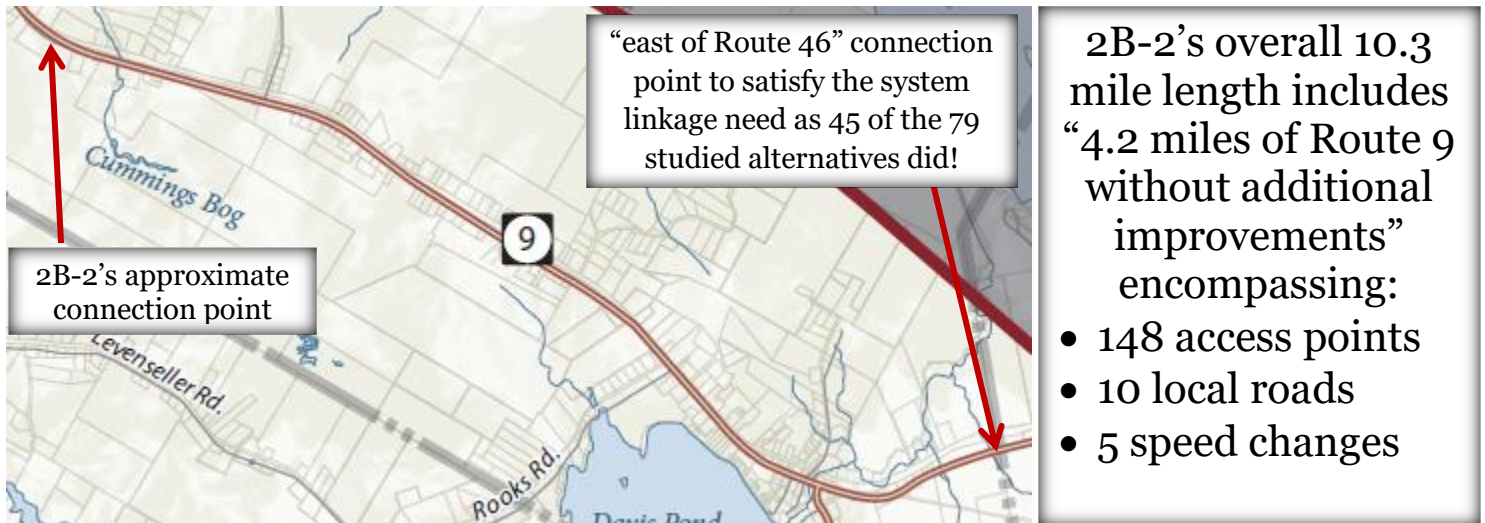 “east of Route 46” connection
point to satisfy the system
linkage need as 45 of the 79
studied alternatives did!
Cummings Bog
9
2B-2’s approximate
connection point
Levenseller Rd.
Rooks Rd.
Davis Pond
2B-2’s overall 10.3
mile length includes
“4.2 miles of Route 9
without additional
improvements”
encompassing:
• 148 access points
• 10 local roads
• 5 speed changes